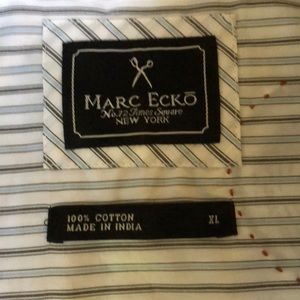 MARC ECKŌ
No.72 Times Square
NEW YORK
100% COTTON XL
MADE IN INDIA